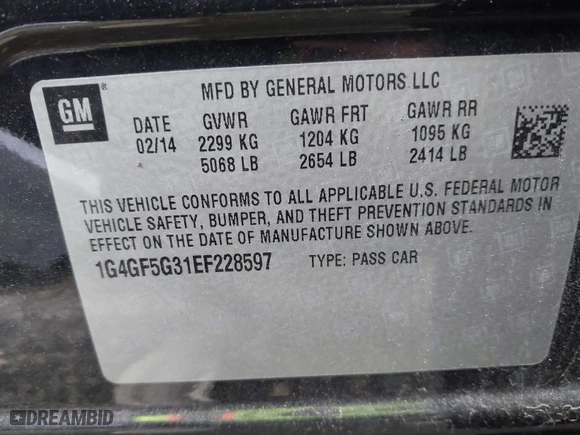 GM
MFD BY GENERAL MOTORS LLC
DATE GVWR GAWR FRT GAWR RR
02/14 2299 KG 1204 KG 1095 KG
5068 LB 2654 LB 2414 LB
THIS VEHICLE CONFORMS TO ALL APPLICABLE U.S. FEDERAL MOTOR
VEHICLE SAFETY, BUMPER, AND THEFT PREVENTION STANDARDS IN
EFFECT ON THE DATE OF MANUFACTURE SHOWN ABOVE.
1G4GF5G31EF228597 TYPE: PASS CAR
DREAMBID